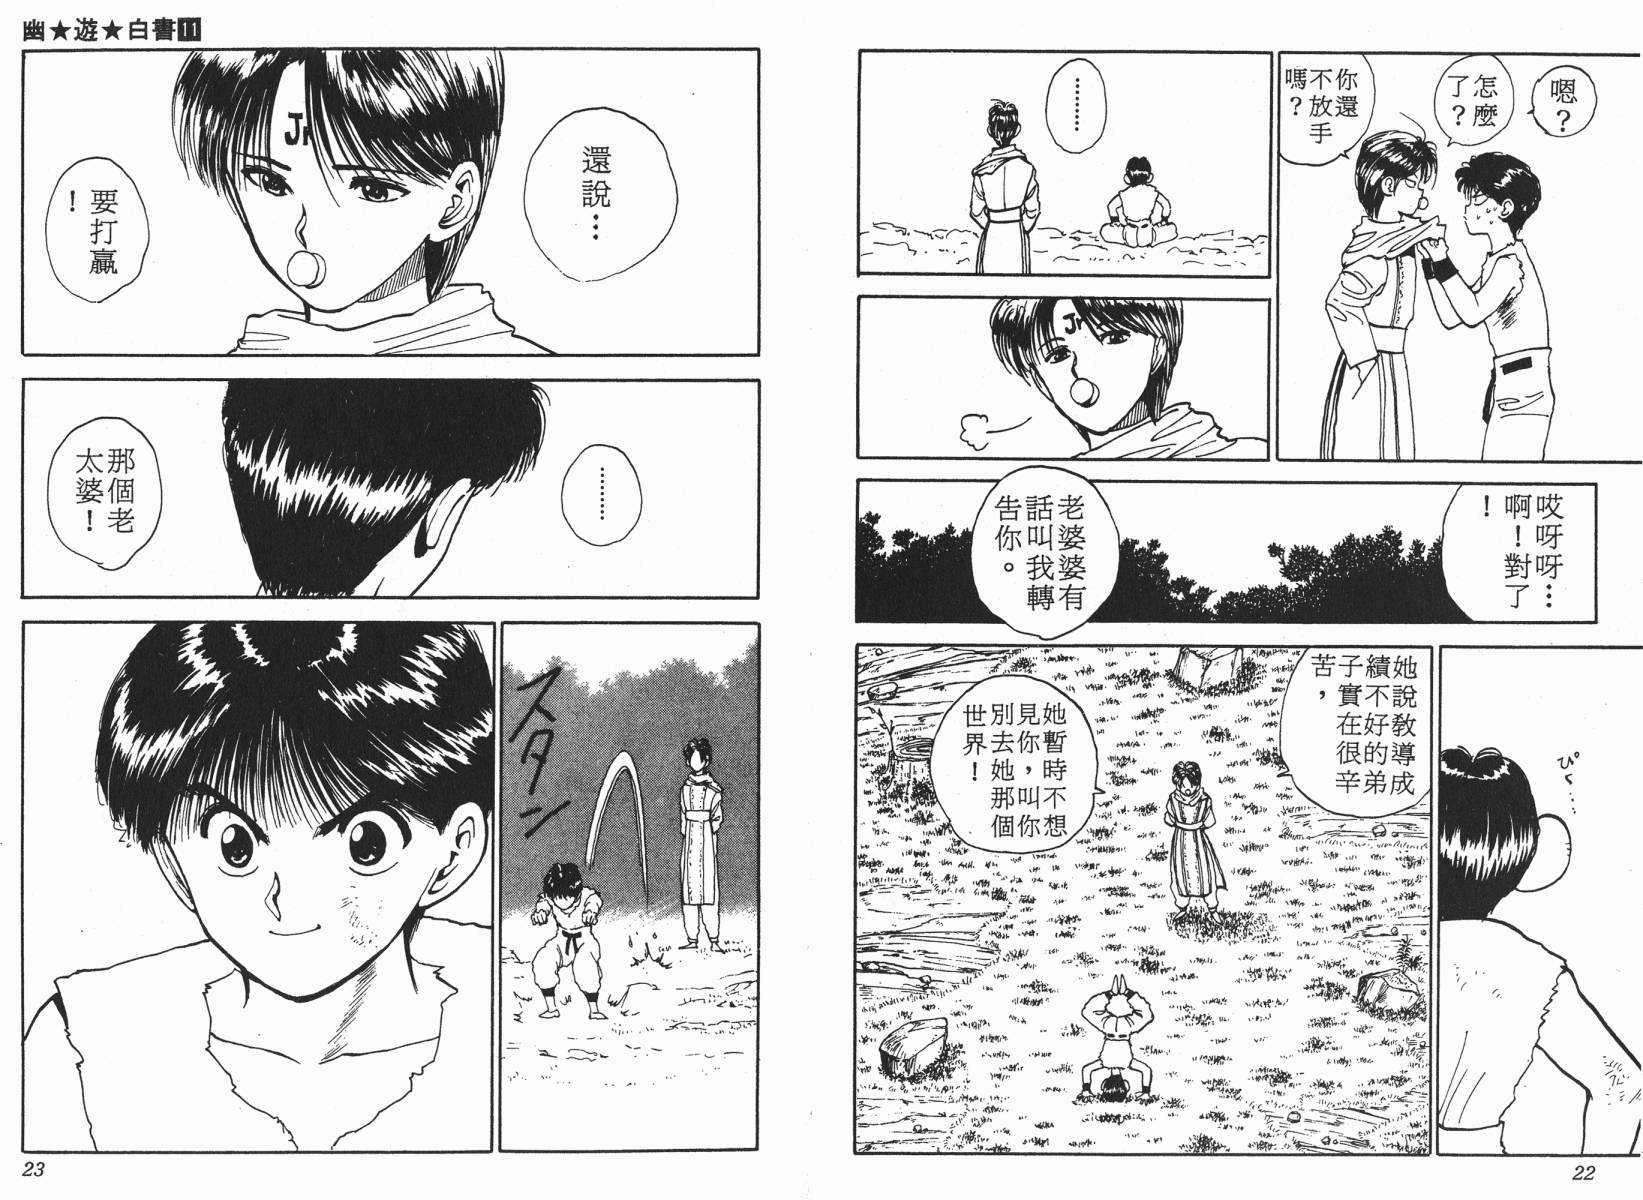 幽★遊★白書11
嗯？
怎麼
了？
你還
不放手
嗎？
………
Jr
哎呀呀…
啊！對了
！
老婆婆有
話叫我轉
告你。
ぴく……
她說教導成
績不好的弟
子實在很辛
苦，
她暫時不想
見你，叫你
別去她那個
世界！
22
還說…
Jr
要打贏
！
………
那個老
太婆！
スタン
23